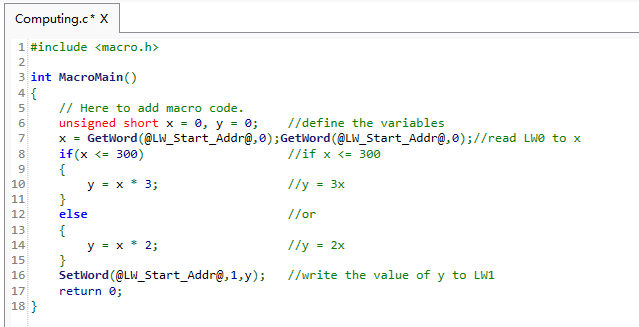 Computing.c* X
1 #include <macro.h>
2
3 int MacroMain()
4 {
5     // Here to add macro code.
6     unsigned short x = 0, y = 0;    //define the variables
7     x = GetWord(@LW_Start_Addr@,0);GetWord(@LW_Start_Addr@,0);//read LW0 to x
8     if(x <= 300)                    //if x <= 300
9     {
10         y = x * 3;                  //y = 3x
11     }
12     else                            //or
13     {
14         y = x * 2;                  //y = 2x
15     }
16     SetWord(@LW_Start_Addr@,1,y);   //write the value of y to LW1
17     return 0;
18 }